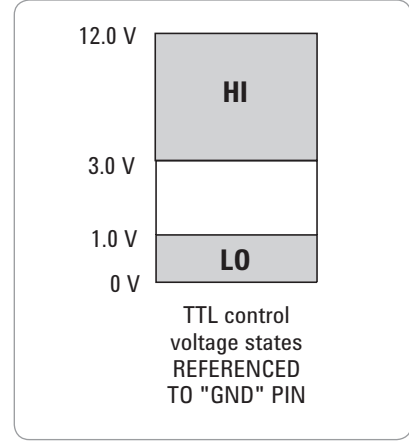 12.0 V
HI
3.0 V
1.0 V
LO
0 V
TTL control
voltage states
REFERENCED
TO "GND" PIN